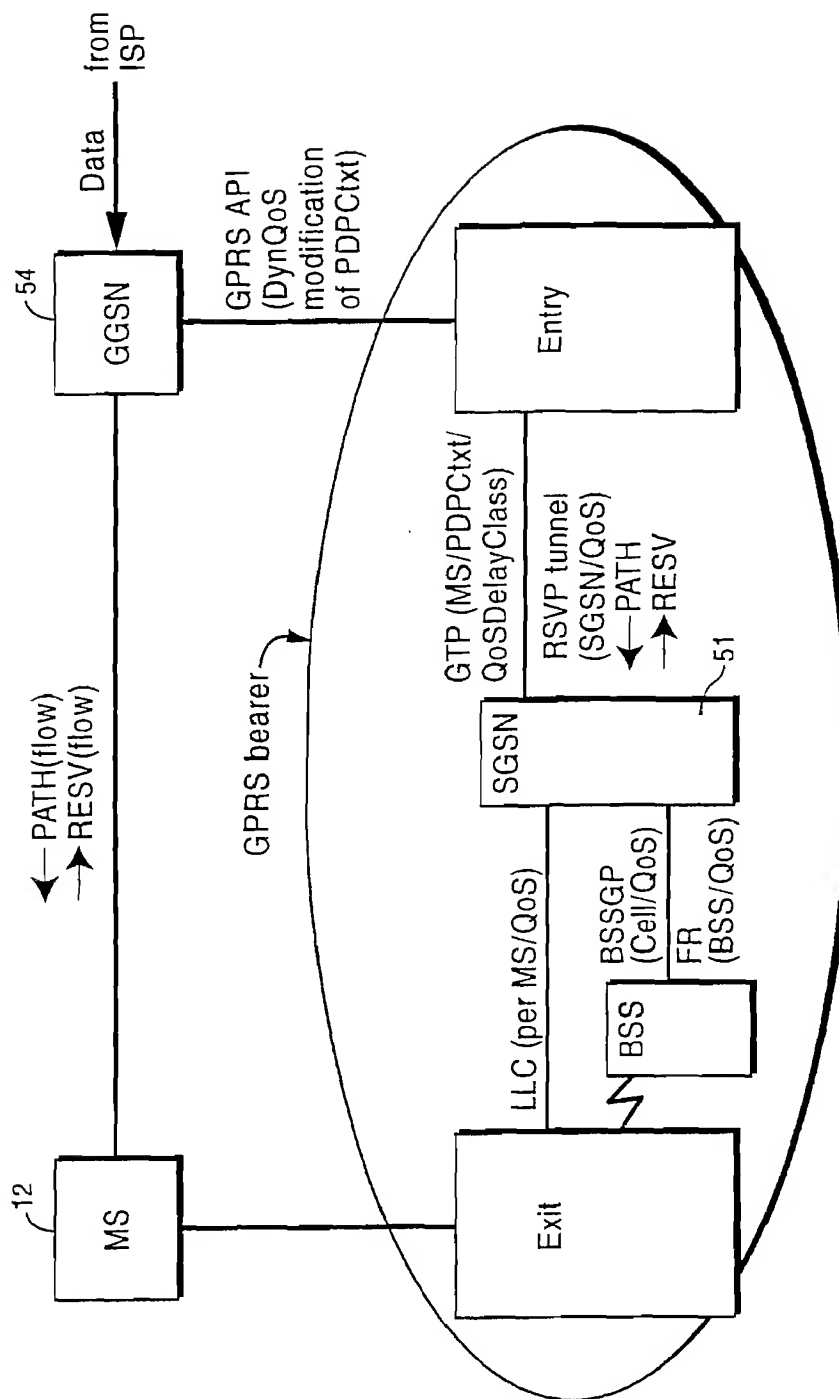 12
MS
←PATH(flow)
→RESV(flow)
54
GGSN
Data
from
ISP
GPRS API
(DynQoS
modification
of PDPCtxt)
GPRS bearer
Exit
LLC (per MS/QoS)
BSS
BSSGP
(Cell/QoS)
FR
(BSS/QoS)
SGSN
51
GTP (MS/PDPCtxt/
QoSDelayClass)
RSVP tunnel
(SGSN/QoS)
←PATH
→RESV
Entry